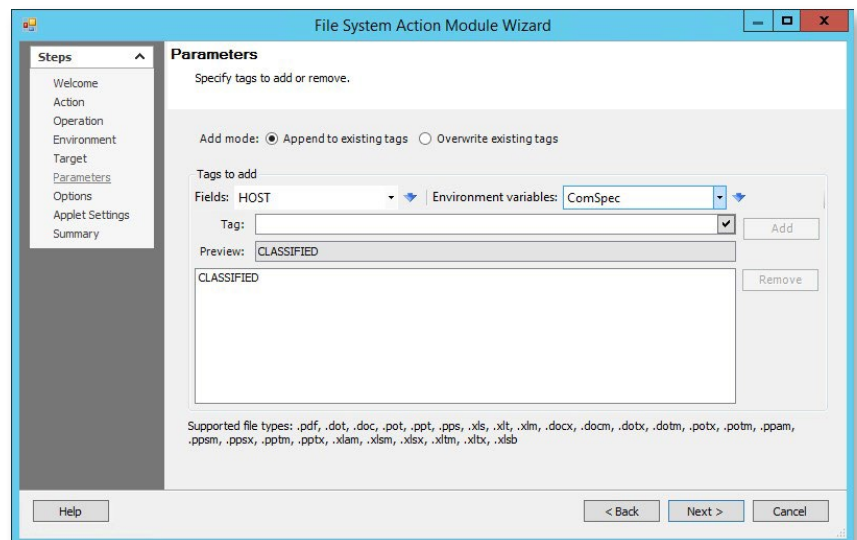 File System Action Module Wizard
Steps
Welcome
Action
Operation
Environment
Target
Parameters
Options
Applet Settings
Summary
Parameters
Specify tags to add or remove.
Add mode: Append to existing tags Overwrite existing tags
Tags to add
Fields: HOST Environment variables: ComSpec
Tag:
Add
Preview: CLASSIFIED
CLASSIFIED
Remove
Supported file types: .pdf, .dot, .doc, .pot, .ppt, .pps, .xls, .xlt, .xlm, .docx, .docm, .dotx, .dotm, .potx, .potm, .ppam,
.ppsm, .ppsx, .pptm, .pptx, .xlam, .xlsm, .xlsx, .xltm, .xltx, .xlsb
Help < Back Next > Cancel